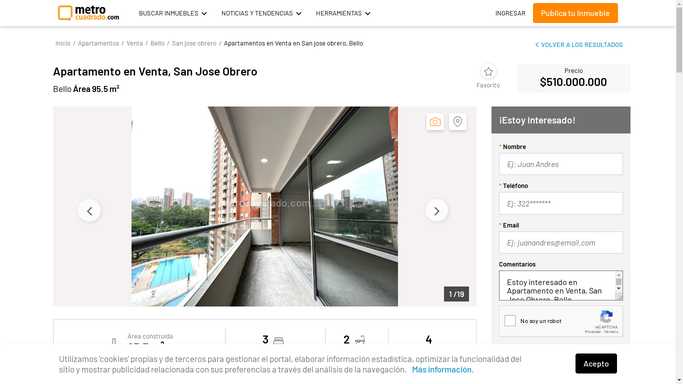 metro
cuadrado.com
BUSCAR INMUEBLES
NOTICIAS Y TENDENCIAS
HERRAMIENTAS
INGRESAR
Publica tu Inmueble
Inicio / Apartamentos / Venta / Bello / San jose obrero / Apartamentos en Venta en San jose obrero, Bello
VOLVER A LOS RESULTADOS
Apartamento en Venta, San Jose Obrero
Bello Área 95.5 m²
Favorito
Precio
$510.000.000
1 /19
¡Estoy Interesado!
* Nombre
Ej: Juan Andres
* Teléfono
Ej: 322*******
* Email
Ej: juanandres@email.com
Comentarios
Estoy interesado en
Apartamento en Venta, San
Jose Obrero, Bello
No soy un robot
reCAPTCHA
Privacidad - Términos
Área construida
3
2
4
Utilizamos 'cookies' propias y de terceros para gestionar el portal, elaborar información estadística, optimizar la funcionalidad del
sitio y mostrar publicidad relacionada con sus preferencias a través del análisis de la navegación. Más información.
Acepto